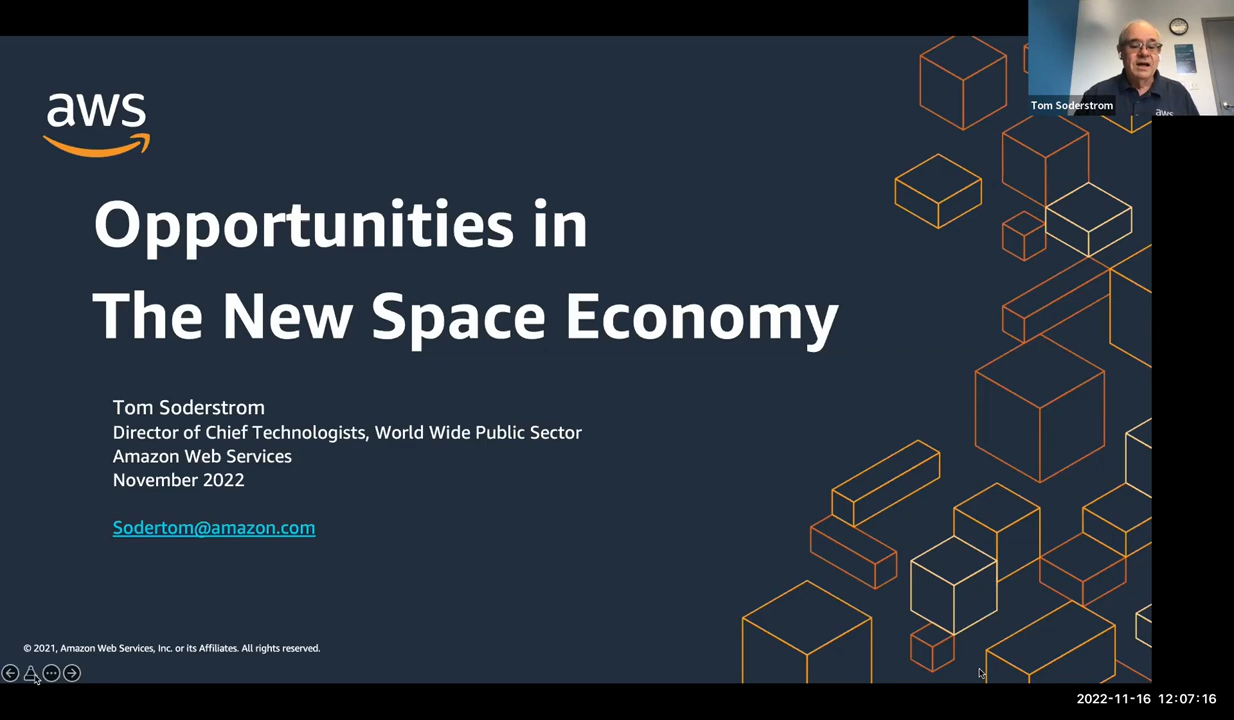 aws
Tom Soderstrom
aws
Opportunities in
The New Space Economy
Tom Soderstrom
Director of Chief Technologists, World Wide Public Sector
Amazon Web Services
November 2022
Sodertom@amazon.com
© 2021, Amazon Web Services, Inc. or its Affiliates. All rights reserved.
2022-11-16 12:07:16